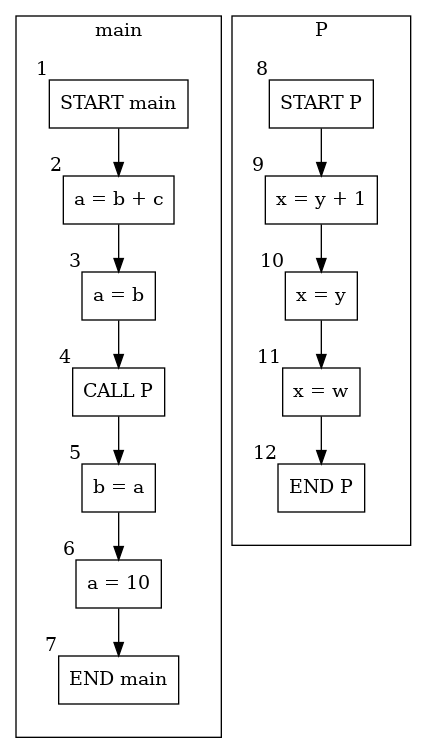 main
1
START main
2
a = b + c
3
a = b
4
CALL P
5
b = a
6
a = 10
7
END main
P
8
START P
9
x = y + 1
10
x = y
11
x = w
12
END P